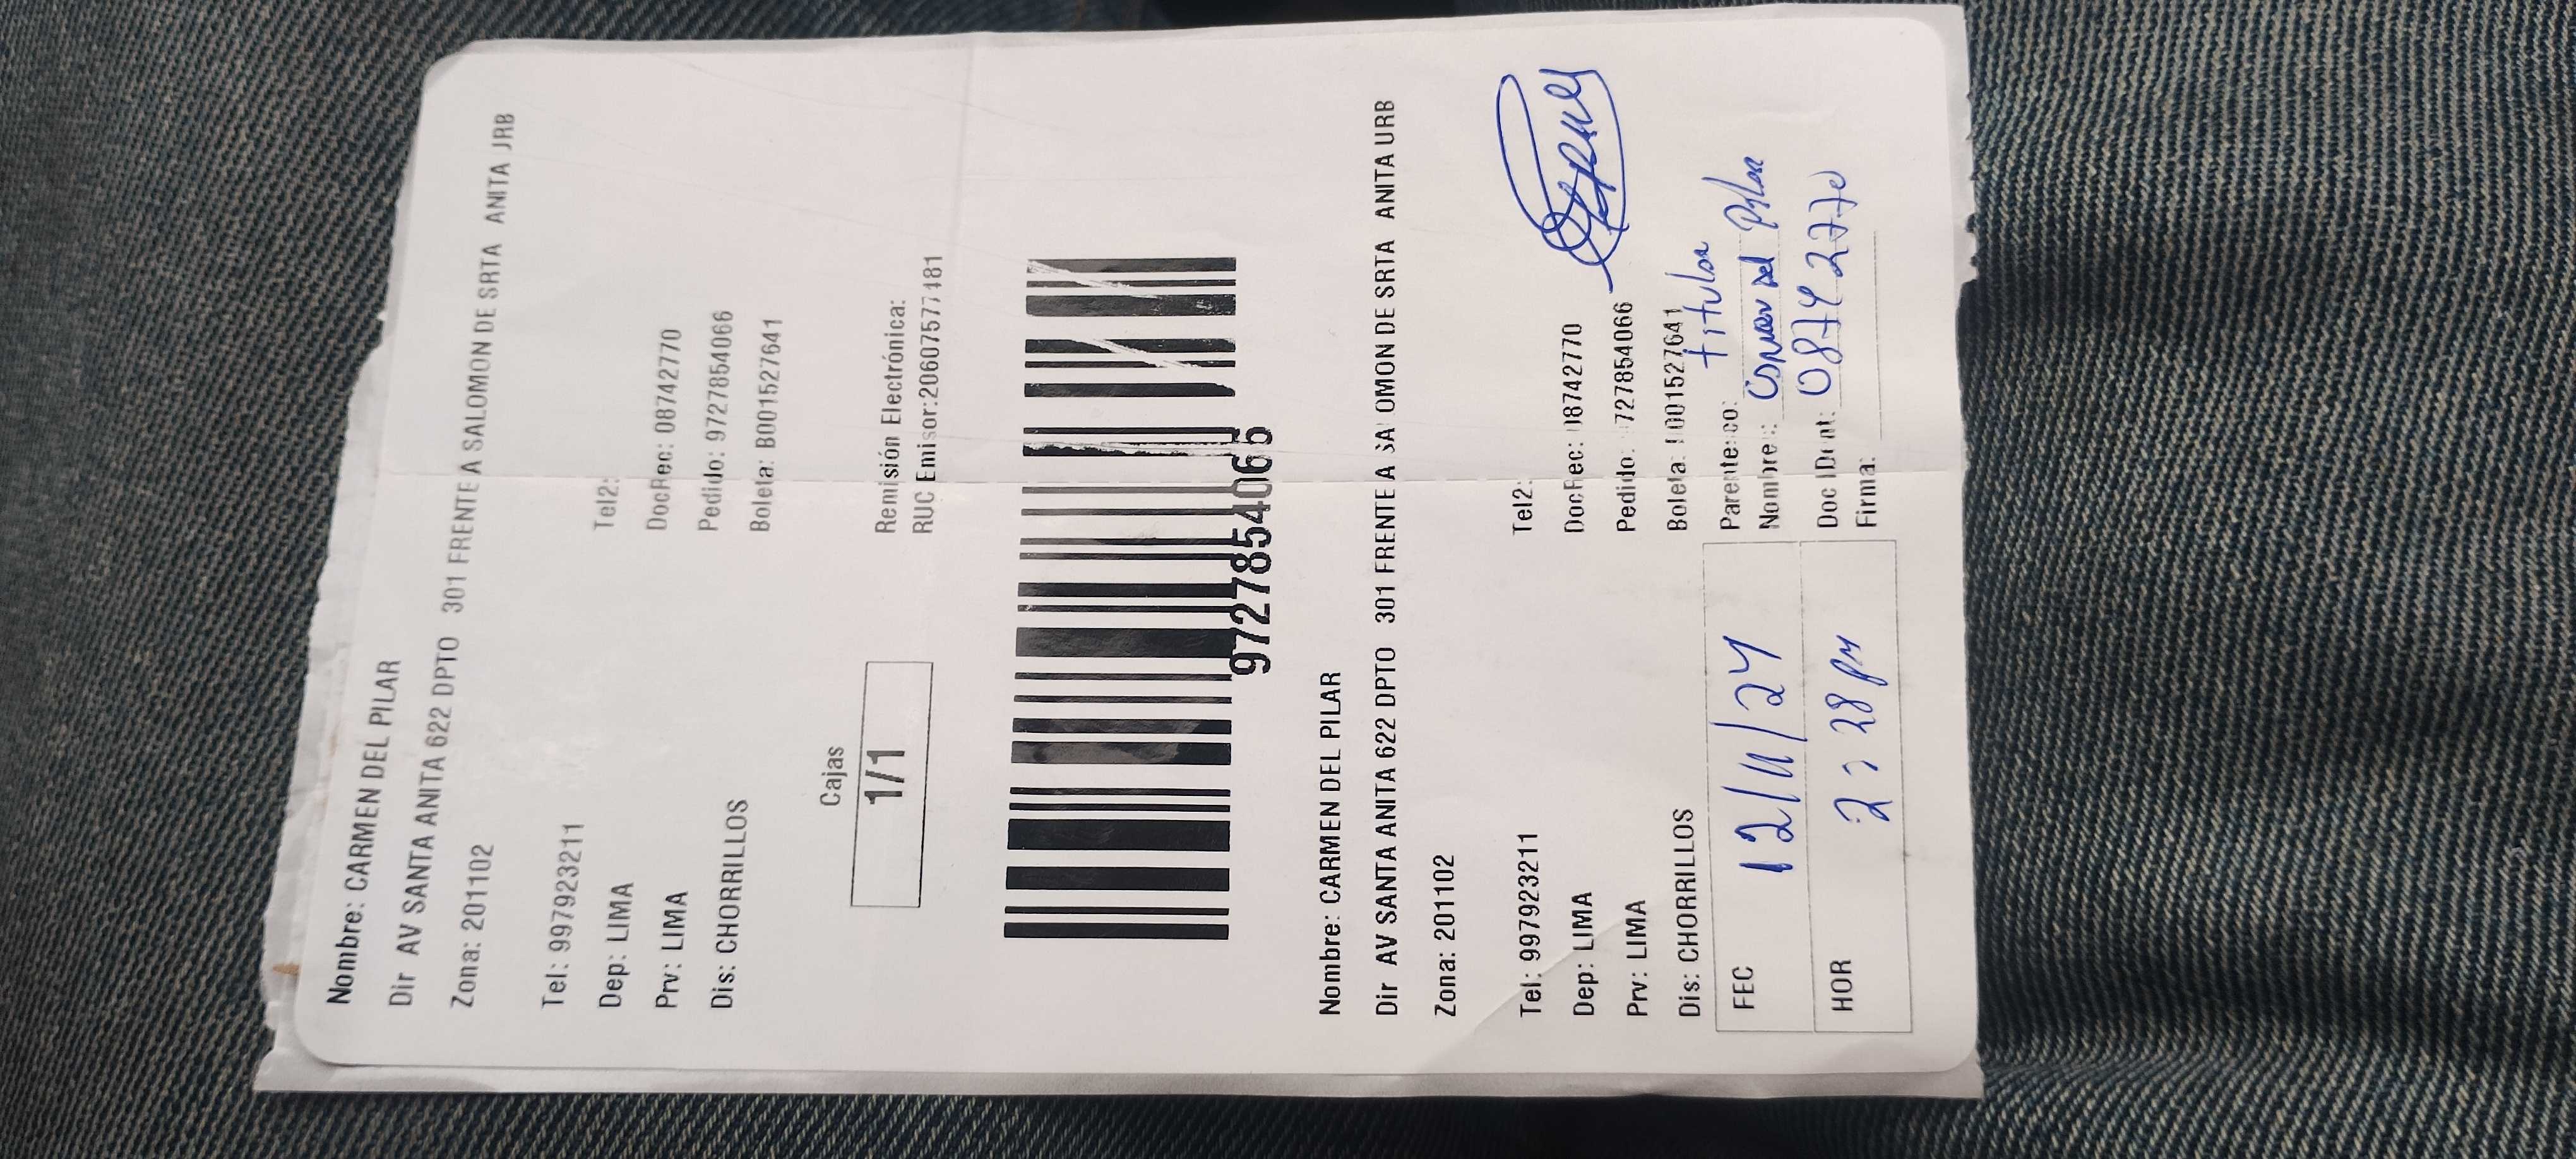 Nombre: CARMEN DEL PILAR
Dir AV SANTA ANITA 622 DPTO 301 FRENTE A SALOMON DE SRTA ANITA JRB
Zona: 201102
Tel: 997923211 Tel2:
Dep: LIMA DocRec: 08742770
Prv: LIMA Pedido: 9727854066
Dis: CHORRILLOS Boleta: B001527641
Cajas
1/1
Remisión Electrónica:
RUC Emisor:20607577481
9727854066
Nombre: CARMEN DEL PILAR
Dir AV SANTA ANITA 622 DPTO 301 FRENTE A SALOMON DE SRTA ANITA URB
Zona: 201102
Tel: 997923211 Tel2:
Dep: LIMA DocRec: 08742770
Prv: LIMA Pedido: 9727854066
Dis: CHORRILLOS Boleta: B001527641
FEC 12/11/24 Parentesco: titular
Nombre: Carmen del Pilar
HOR 2:28 pm Doc Ident: 08742770
Firma: